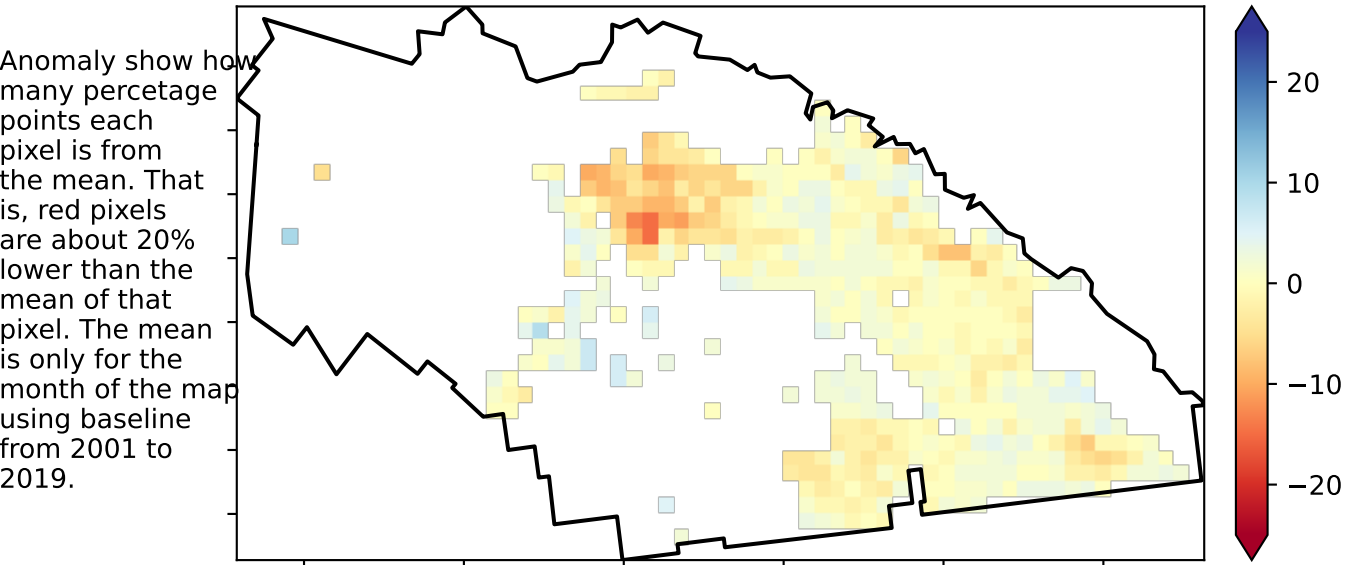 Anomaly show how
many percetage
points each
pixel is from
the mean. That
is, red pixels
are about 20%
lower than the
mean of that
pixel. The mean
is only for the
month of the map
using baseline
from 2001 to
2019.
20
10
0
−10
−20